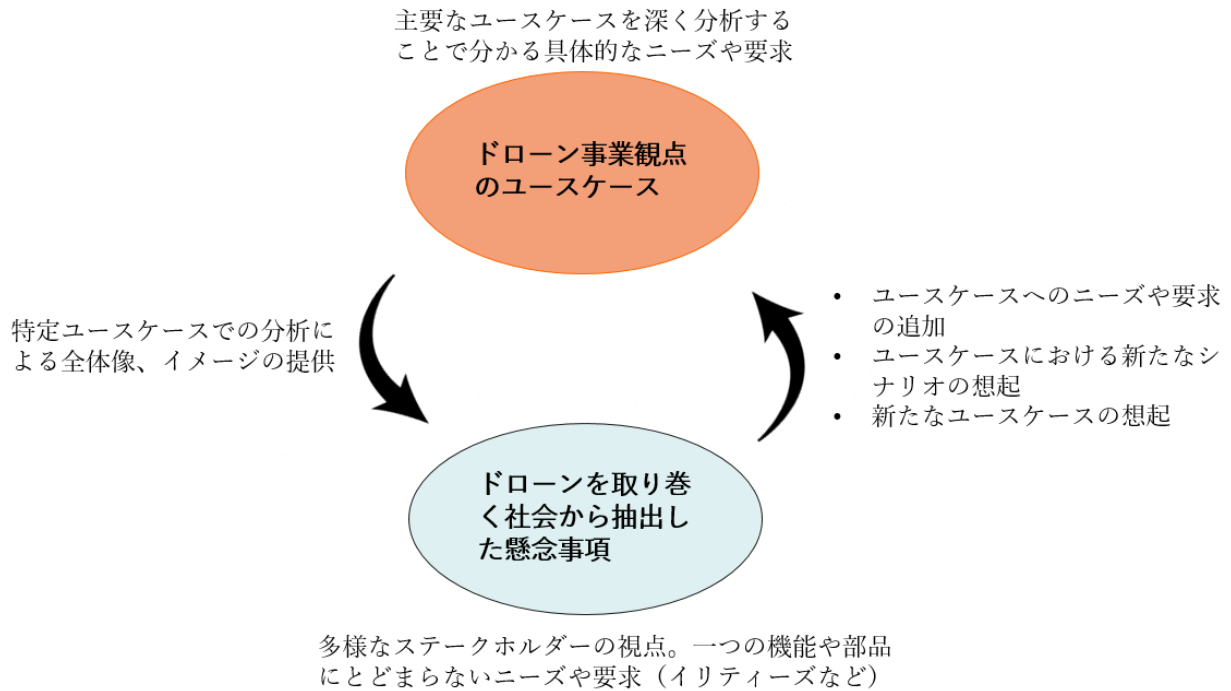 主要なユースケースを深く分析する
ことで分かる具体的なニーズや要求
ドローン事業観点
のユースケース
特定ユースケースでの分析に
よる全体像、イメージの提供
• ユースケースへのニーズや要求
の追加
• ユースケースにおける新たなシ
ナリオの想起
• 新たなユースケースの想起
ドローンを取り巻
く社会から抽出し
た懸念事項
多様なステークホルダーの視点。一つの機能や部品
にとどまらないニーズや要求（イリティーズなど）